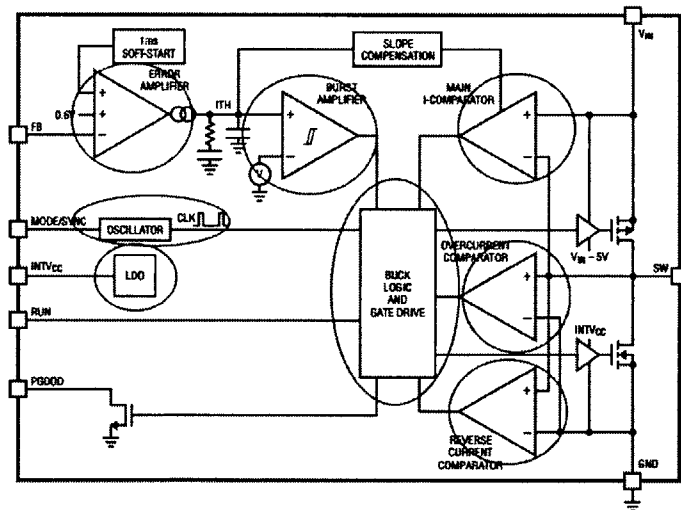 1ms
SOFT-START
ERROR
AMPLIFIER
+
+
0.6V
−
FB
ITH
SLOPE
COMPENSATION
BURST
AMPLIFIER
+
−
V
MAIN
I-COMPARATOR
+
−
VIN
MODE/SYNC
OSCILLATOR
CLK
INTVCC
LDO
RUN
PGOOD
BUCK
LOGIC
AND
GATE DRIVE
OVERCURRENT
COMPARATOR
+
−
VIN – 5V
SW
INTVCC
+
−
REVERSE
CURRENT
COMPARATOR
GND